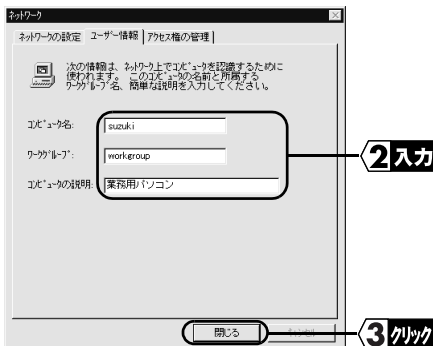 ネットワーク
ネットワークの設定 ユーザー情報 アクセス権の管理
次の情報は、ネットワーク上でコンピュータを認識するために
使われます。 このコンピュータの名前と所属する
ワークグループ名、簡単な説明を入力してください。
コンピュータ名: suzuki
ワークグループ: workgroup
2 入力
コンピュータの説明: 業務用パソコン
閉じる キャンセル
3 クリック